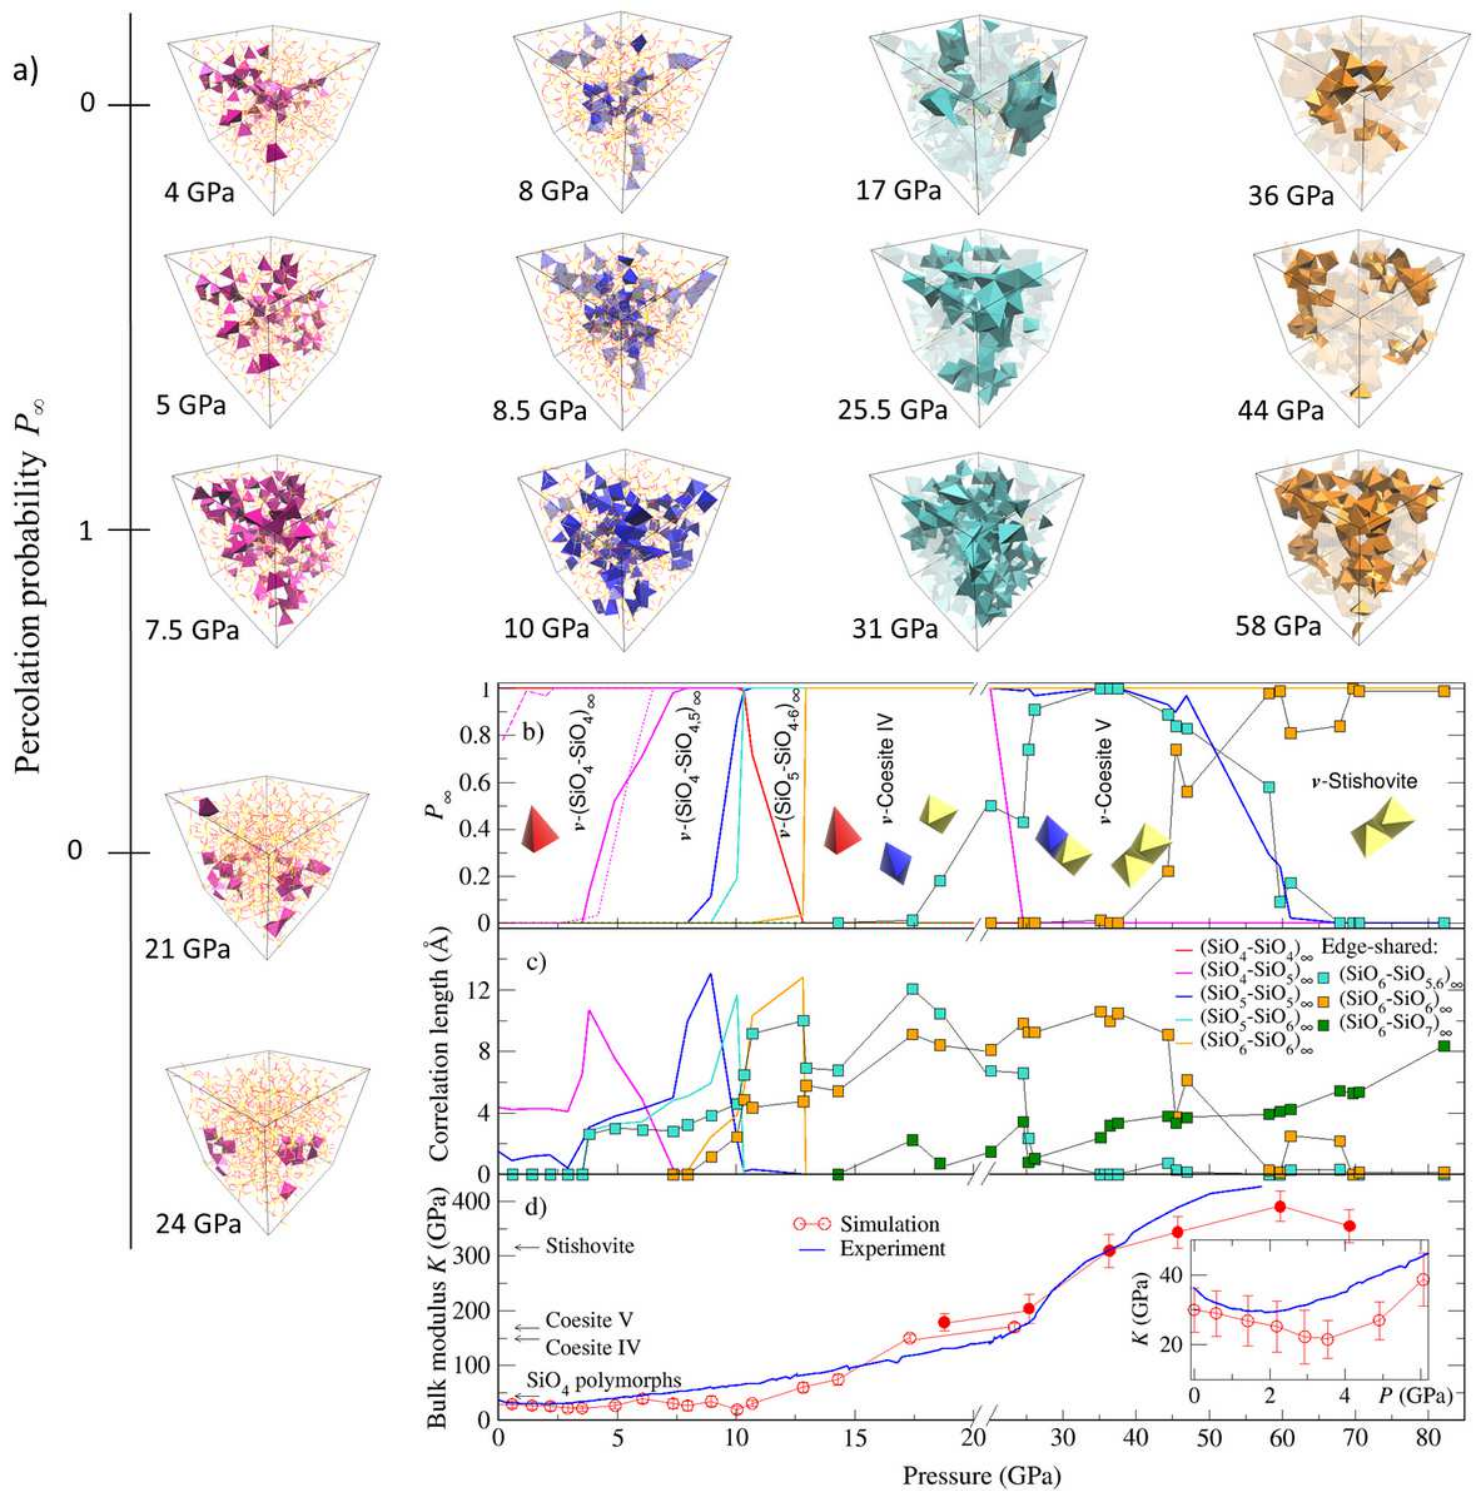 a)
Percolation probability P∞
0
1
0
4 GPa
8 GPa
17 GPa
36 GPa
5 GPa
8.5 GPa
25.5 GPa
44 GPa
7.5 GPa
10 GPa
31 GPa
58 GPa
21 GPa
24 GPa
b)
P∞
1
0.8
0.6
0.4
0.2
0
v-(SiO4-SiO4)∞
v-(SiO4-SiO4,5)∞
v-(SiO5-SiO4-6)∞
v-Coesite IV
v-Coesite V
v-Stishovite
c)
Correlation length (Å)
12
8
4
0
(SiO4-SiO4)∞
(SiO4-SiO5)∞
(SiO5-SiO5)∞
(SiO5-SiO6)∞
(SiO6-SiO6)∞
Edge-shared:
(SiO6-SiO5,6)∞
(SiO6-SiO6)∞
(SiO6-SiO7)∞
d)
Bulk modulus K (GPa)
400
300
200
100
0
Stishovite
Coesite V
Coesite IV
SiO4 polymorphs
Simulation
Experiment
K (GPa)
40
20
0 2 4 P (GPa)
0 5 10 15 20 30 40 50 60 70 80
Pressure (GPa)